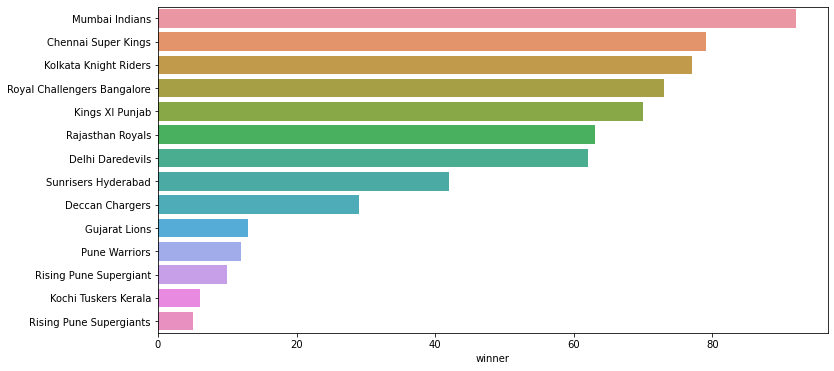 Mumbai Indians
Chennai Super Kings
Kolkata Knight Riders
Royal Challengers Bangalore
Kings XI Punjab
Rajasthan Royals
Delhi Daredevils
Sunrisers Hyderabad
Deccan Chargers
Gujarat Lions
Pune Warriors
Rising Pune Supergiant
Kochi Tuskers Kerala
Rising Pune Supergiants
0 20 40 60 80
winner